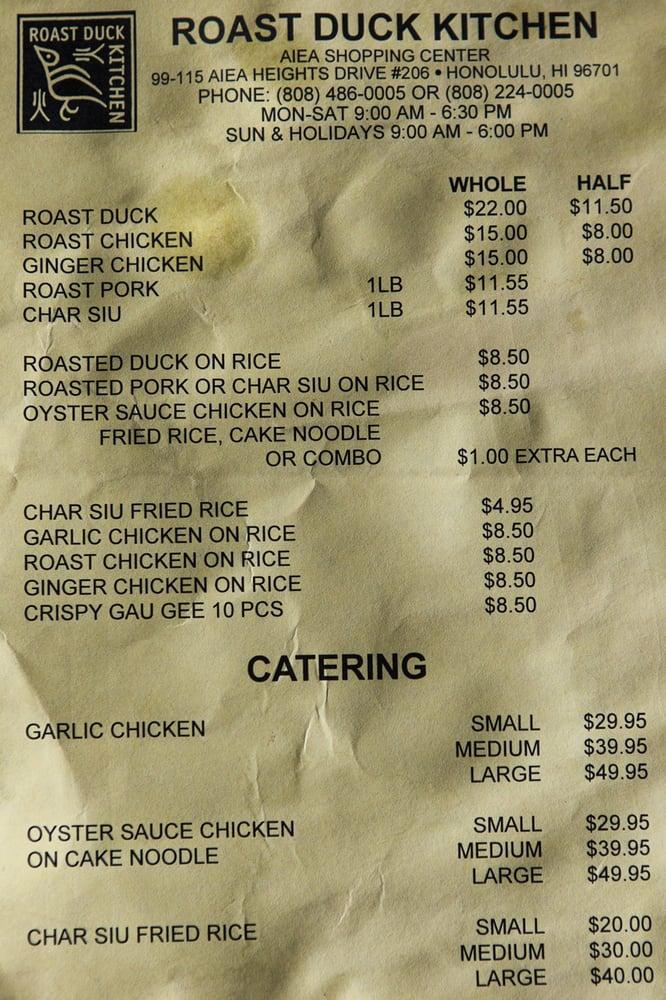 ROAST DUCK
KITCHEN
ROAST DUCK KITCHEN
AIEA SHOPPING CENTER
99-115 AIEA HEIGHTS DRIVE #206 • HONOLULU, HI 96701
PHONE: (808) 486-0005 OR (808) 224-0005
MON-SAT 9:00 AM - 6:30 PM
SUN & HOLIDAYS 9:00 AM - 6:00 PM
WHOLE HALF
ROAST DUCK $22.00 $11.50
ROAST CHICKEN $15.00 $8.00
GINGER CHICKEN $15.00 $8.00
ROAST PORK 1LB $11.55
CHAR SIU 1LB $11.55
ROASTED DUCK ON RICE $8.50
ROASTED PORK OR CHAR SIU ON RICE $8.50
OYSTER SAUCE CHICKEN ON RICE $8.50
FRIED RICE, CAKE NOODLE
OR COMBO $1.00 EXTRA EACH
CHAR SIU FRIED RICE $4.95
GARLIC CHICKEN ON RICE $8.50
ROAST CHICKEN ON RICE $8.50
GINGER CHICKEN ON RICE $8.50
CRISPY GAU GEE 10 PCS $8.50
CATERING
GARLIC CHICKEN SMALL $29.95
MEDIUM $39.95
LARGE $49.95
OYSTER SAUCE CHICKEN SMALL $29.95
ON CAKE NOODLE MEDIUM $39.95
LARGE $49.95
CHAR SIU FRIED RICE SMALL $20.00
MEDIUM $30.00
LARGE $40.00